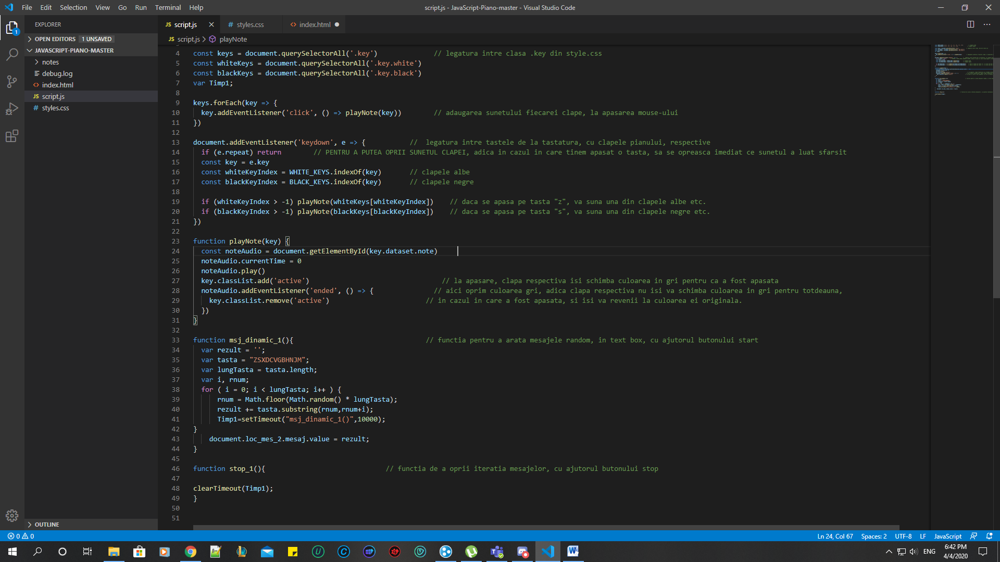 File Edit Selection View Go Run Terminal Help
script.js - JavaScript-Piano-master - Visual Studio Code
EXPLORER
OPEN EDITORS 1 UNSAVED
JAVASCRIPT-PIANO-MASTER
notes
debug.log
index.html
JS script.js
# styles.css
OUTLINE
1
JS script.js
# styles.css
<> index.html
JS script.js > playNote
4 const keys = document.querySelectorAll('.key') // legatura intre clasa .key din style.css
5 const whiteKeys = document.querySelectorAll('.key.white')
6 const blackKeys = document.querySelectorAll('.key.black')
7 var Timp1;
8
9 keys.forEach(key => {
10 key.addEventListener('click', () => playNote(key)) // adaugarea sunetului fiecarei clape, la apasarea mouse-ului
11 })
12
13 document.addEventListener('keydown', e => { // legatura intre tastele de la tastatura, cu clapele pianului, respective
14 if (e.repeat) return // PENTRU A PUTEA OPRII SUNETUL CLAPEI, adica in cazul in care tinem apasat o tasta, sa se opreasca imediat ce sunetul a luat sfarsit
15 const key = e.key
16 const whiteKeyIndex = WHITE_KEYS.indexOf(key) // clapele albe
17 const blackKeyIndex = BLACK_KEYS.indexOf(key) // clapele negre
18
19 if (whiteKeyIndex > -1) playNote(whiteKeys[whiteKeyIndex]) // daca se apasa pe tasta "z", va suna una din clapele albe etc.
20 if (blackKeyIndex > -1) playNote(blackKeys[blackKeyIndex]) // daca se apasa pe tasta "s", va suna una din clapele negre etc.
21 })
22
23 function playNote(key) {
24 const noteAudio = document.getElementById(key.dataset.note)
25 noteAudio.currentTime = 0
26 noteAudio.play()
27 key.classList.add('active') // la apasare, clapa respectiva isi schimba culoarea in gri pentru ca a fost apasata
28 noteAudio.addEventListener('ended', () => { // aici oprim culoarea gri, adica clapa respectiva nu isi va schimba culoarea in gri pentru totdeauna,
29 key.classList.remove('active') // in cazul in care a fost apasata, si isi va revenii la culoarea ei originala.
30 })
31 }
32
33 function msj_dinamic_1(){ // functia pentru a arata mesajele random, in text box, cu ajutorul butonului start
34 var rezult = '';
35 var tasta = "ZSXDCVGBHNJM";
36 var lungTasta = tasta.length;
37 var i, rnum;
38 for ( i = 0; i < lungTasta; i++ ) {
39 rnum = Math.floor(Math.random() * lungTasta);
40 rezult += tasta.substring(rnum,rnum+i);
41 Timp1=setTimeout("msj_dinamic_1()",10000);
42 }
43 document.loc_mes_2.mesaj.value = rezult;
44 }
45
46 function stop_1(){ // functia de a oprii iteratia mesajelor, cu ajutorul butonului stop
47
48 clearTimeout(Timp1);
49 }
50
51
0 0
Ln 24, Col 67 Spaces: 2 UTF-8 LF JavaScript
ENG
6:42 PM
4/4/2020